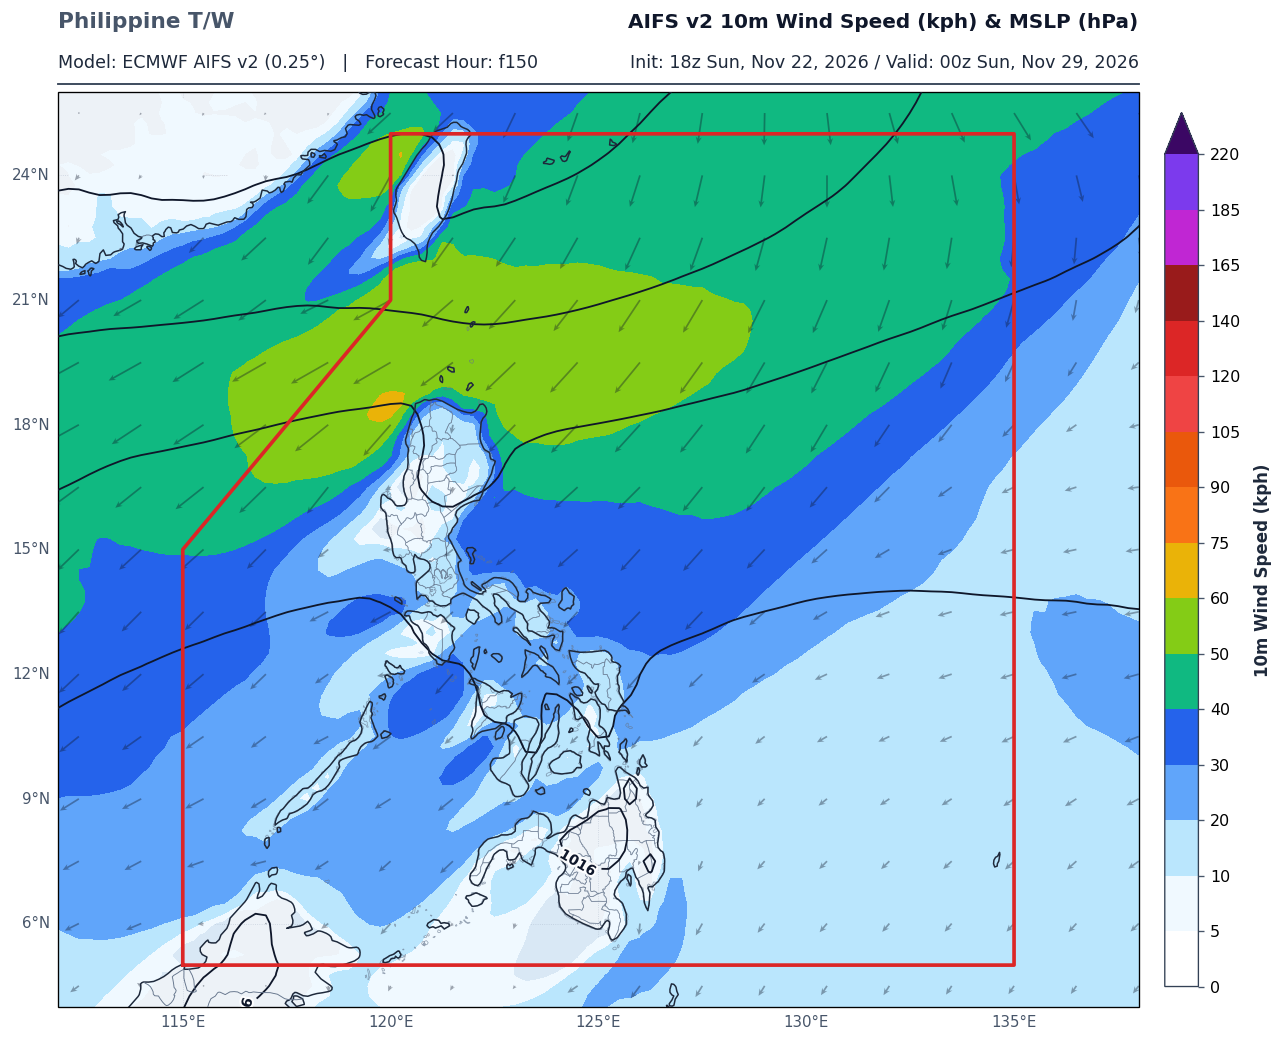 Philippine T/W
AIFS v2 10m Wind Speed (kph) & MSLP (hPa)
Model: ECMWF AIFS v2 (0.25°) | Forecast Hour: f150
Init: 18z Sun, Nov 22, 2026 / Valid: 00z Sun, Nov 29, 2026
24°N
21°N
18°N
15°N
12°N
9°N
6°N
115°E
120°E
125°E
130°E
135°E
1016
220
185
165
140
120
105
90
75
60
50
40
30
20
10
5
0
10m Wind Speed (kph)